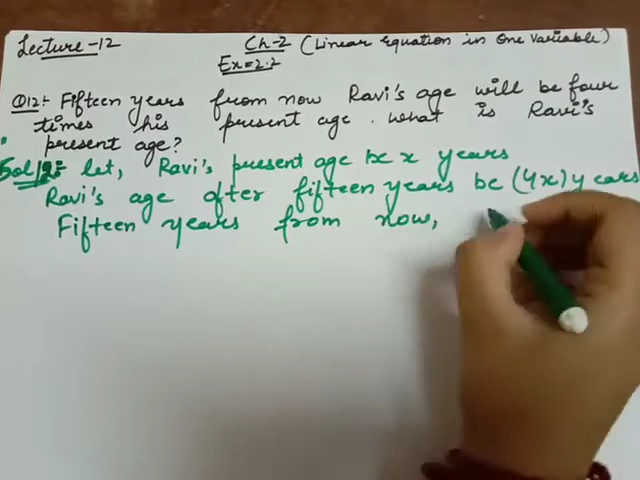 Lecture-12
Ch-2 (Linear Equation in One Variable)
Ex=2.2
Q12:- Fifteen years from now Ravi's age will be four
times his present age. What is Ravi's
present age?
Sol12:- let, Ravi's present age be x years
Ravi's age after fifteen years be (4x) years
Fifteen years from now,